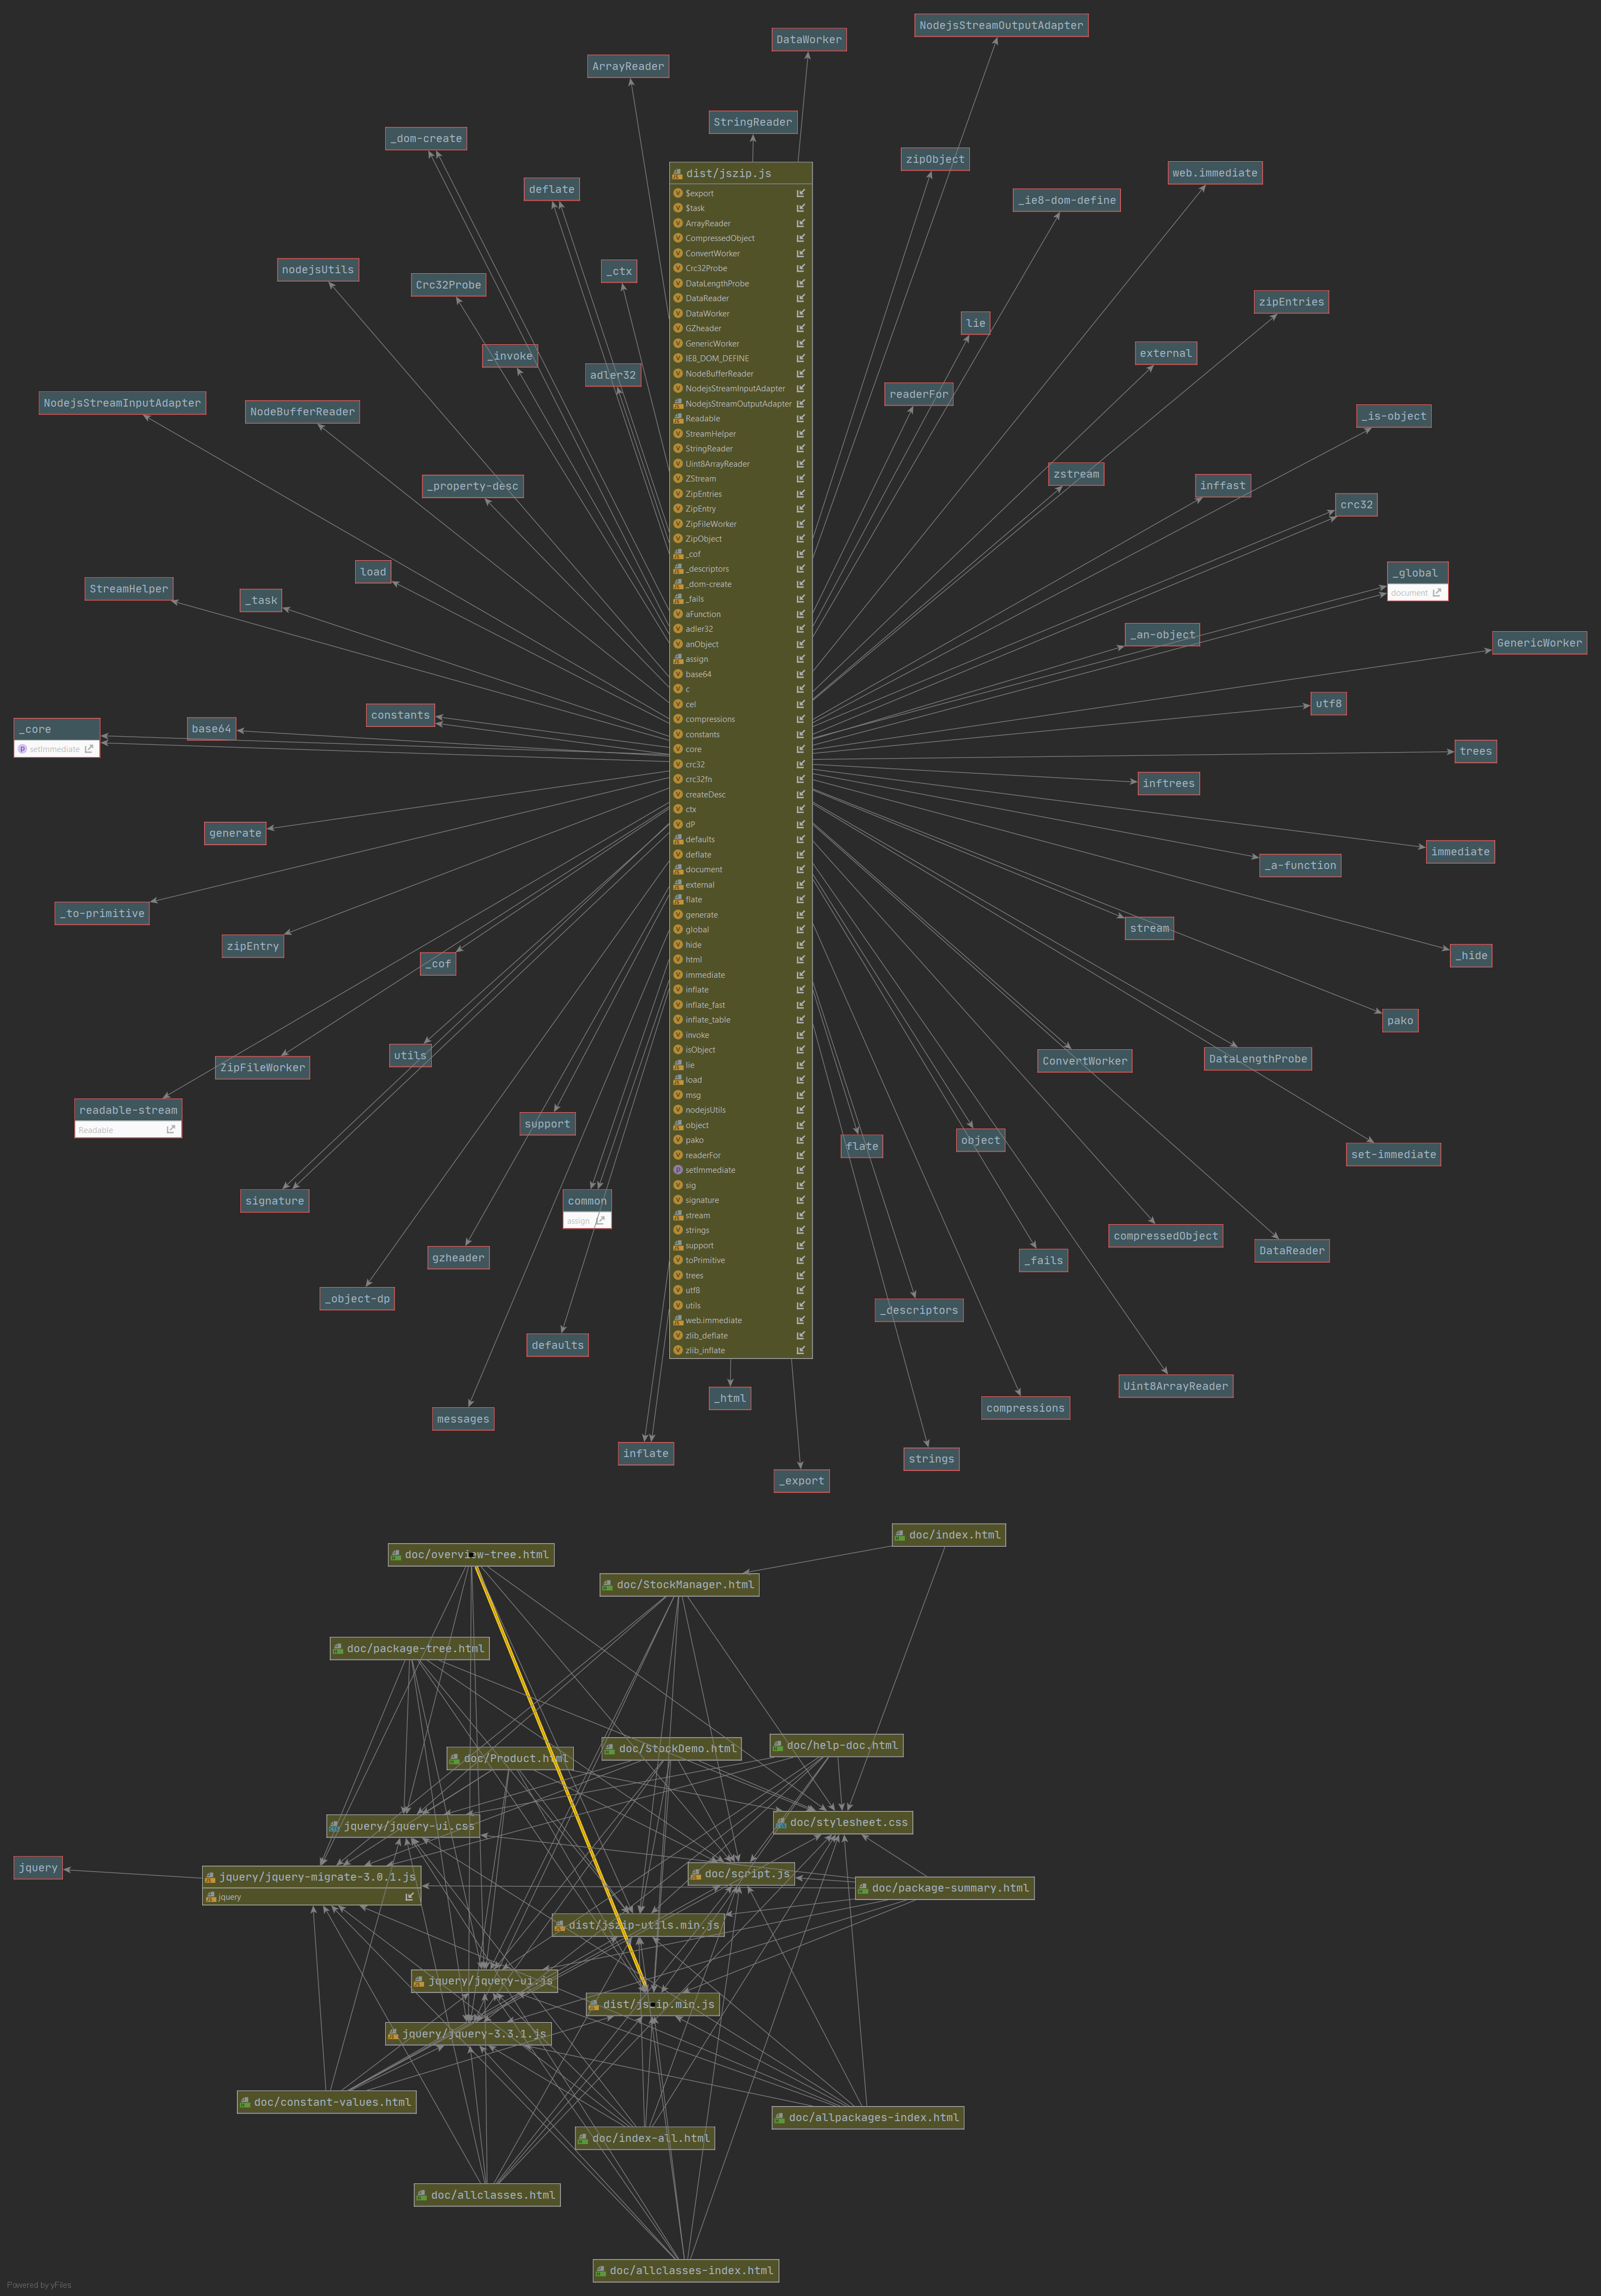 NodejsStreamOutputAdapter
DataWorker
ArrayReader
StringReader
_dom-create
zipObject
web.immediate
deflate
_ie8-dom-define
nodejsUtils
_ctx
Crc32Probe
zipEntries
lie
_invoke
external
adler32
readerFor
NodejsStreamInputAdapter
NodeBufferReader
_is-object
zstream
_property-desc
inffast
crc32
load
_global
document
StreamHelper
_task
_an-object
GenericWorker
utf8
constants
_core
setImmediate
base64
trees
inftrees
generate
immediate
_a-function
_to-primitive
stream
zipEntry
_hide
_cof
pako
utils
ZipFileWorker
ConvertWorker
DataLengthProbe
readable-stream
Readable
support
object
flate
set-immediate
signature
common
assign
compressedObject
DataReader
gzheader
_fails
_object-dp
_descriptors
defaults
Uint8ArrayReader
_html
compressions
messages
inflate
strings
_export
dist/jszip.js
$export
$task
ArrayReader
CompressedObject
ConvertWorker
Crc32Probe
DataLengthProbe
DataReader
DataWorker
GZheader
GenericWorker
IE8_DOM_DEFINE
NodeBufferReader
NodejsStreamInputAdapter
NodejsStreamOutputAdapter
Readable
StreamHelper
StringReader
Uint8ArrayReader
ZStream
ZipEntries
ZipEntry
ZipFileWorker
ZipObject
_cof
_descriptors
_dom-create
_fails
aFunction
adler32
anObject
assign
base64
c
cel
compressions
constants
core
crc32
crc32fn
createDesc
ctx
dP
defaults
deflate
document
external
flate
generate
global
hide
html
immediate
inflate
inflate_fast
inflate_table
invoke
isObject
lie
load
msg
nodejsUtils
object
pako
readerFor
setImmediate
sig
signature
stream
strings
support
toPrimitive
trees
utf8
utils
web.immediate
zlib_deflate
zlib_inflate
doc/index.html
doc/overview-tree.html
doc/StockManager.html
doc/package-tree.html
doc/help-doc.html
doc/StockDemo.html
doc/Product.html
doc/stylesheet.css
jquery/jquery-ui.css
jquery
jquery/jquery-migrate-3.0.1.js
jquery
doc/script.js
doc/package-summary.html
dist/jszip-utils.min.js
jquery/jquery-ui.js
dist/jszip.min.js
jquery/jquery-3.3.1.js
doc/constant-values.html
doc/allpackages-index.html
doc/index-all.html
doc/allclasses.html
doc/allclasses-index.html
Powered by yFiles